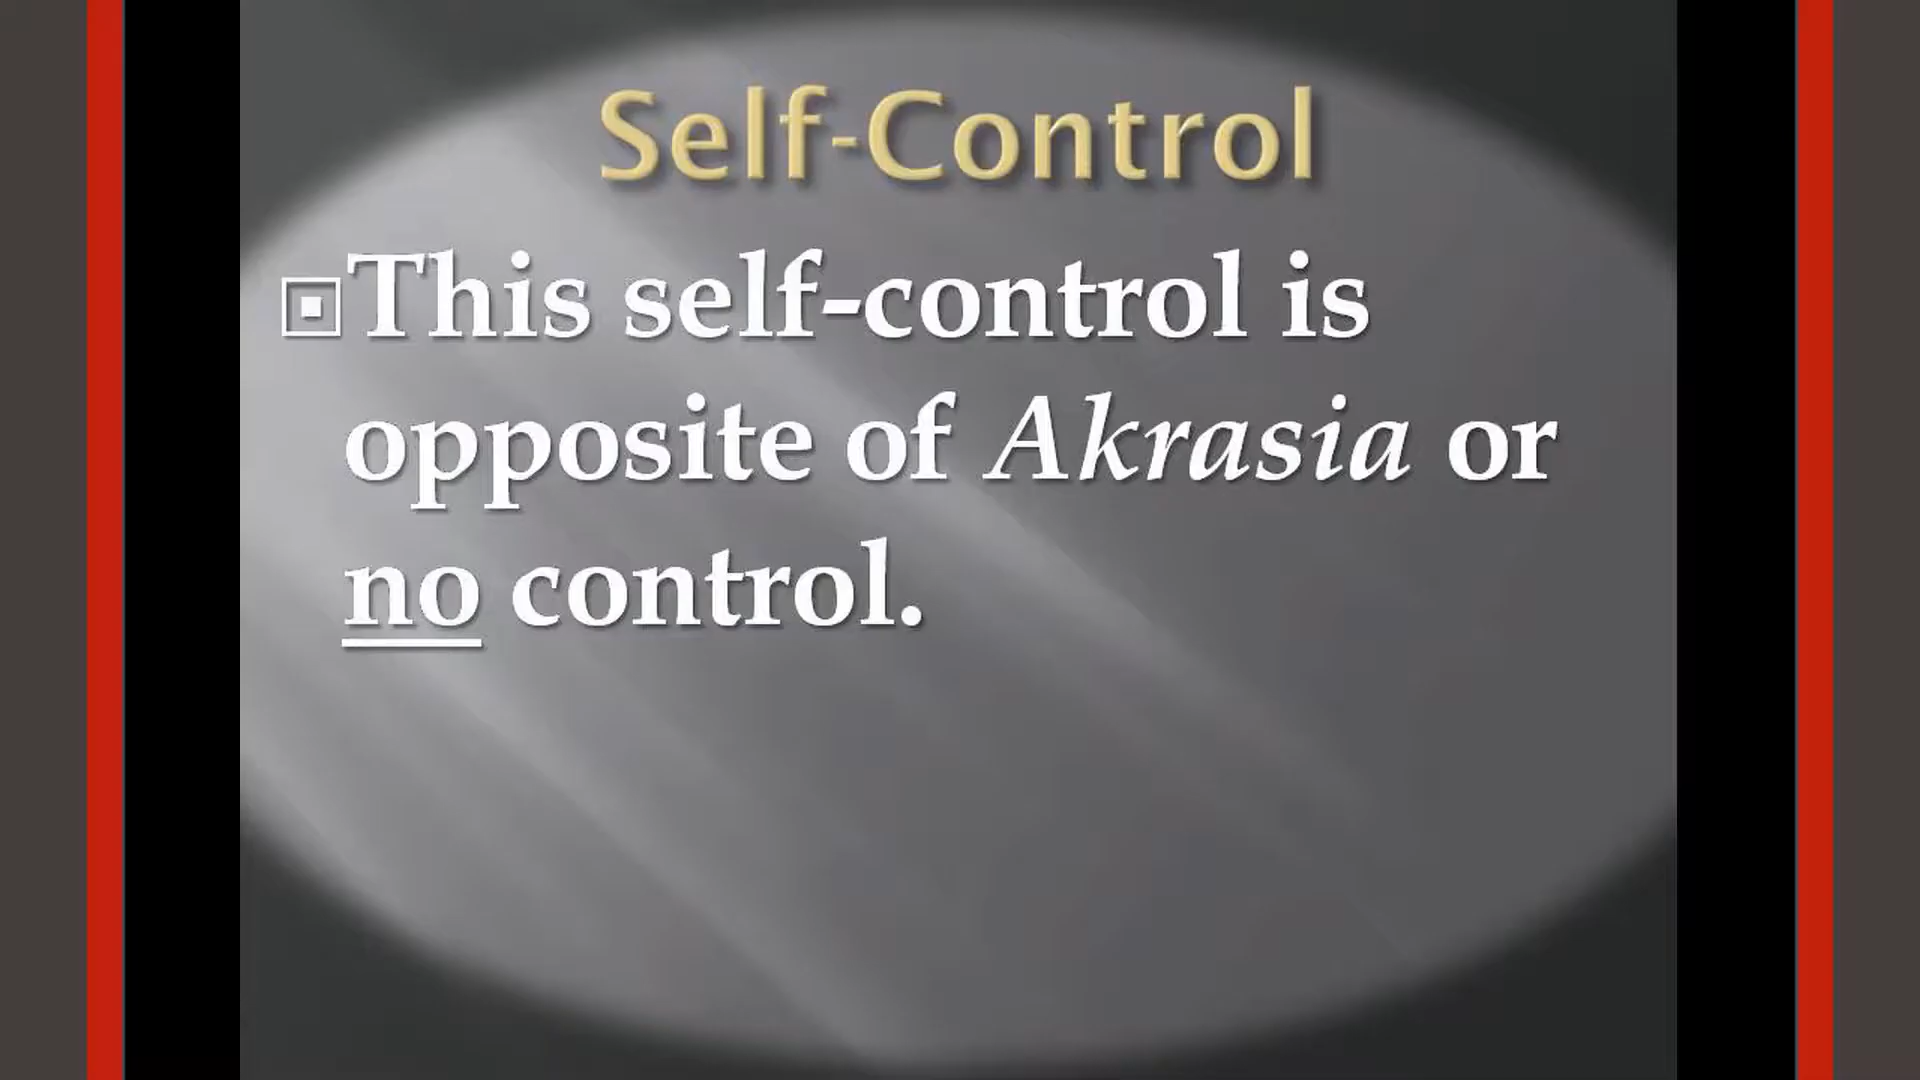 Self-Control
This self-control is
opposite of Akrasia or
no control.